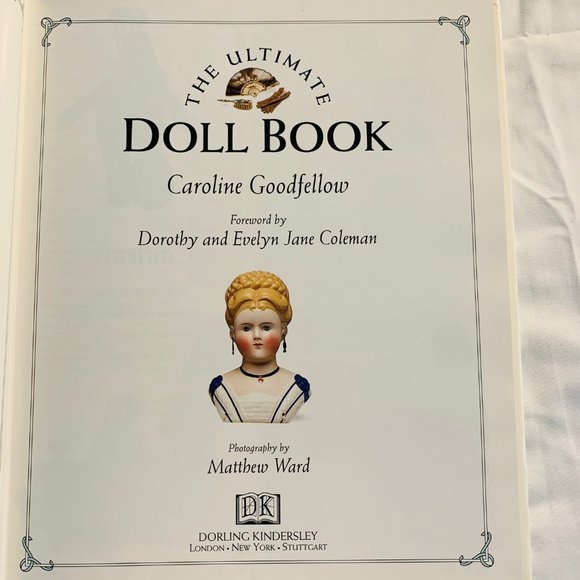 THE ULTIMATE
DOLL BOOK
Caroline Goodfellow
Foreword by
Dorothy and Evelyn Jane Coleman
Photography by
Matthew Ward
DK
DORLING KINDERSLEY
LONDON • NEW YORK • STUTTGART